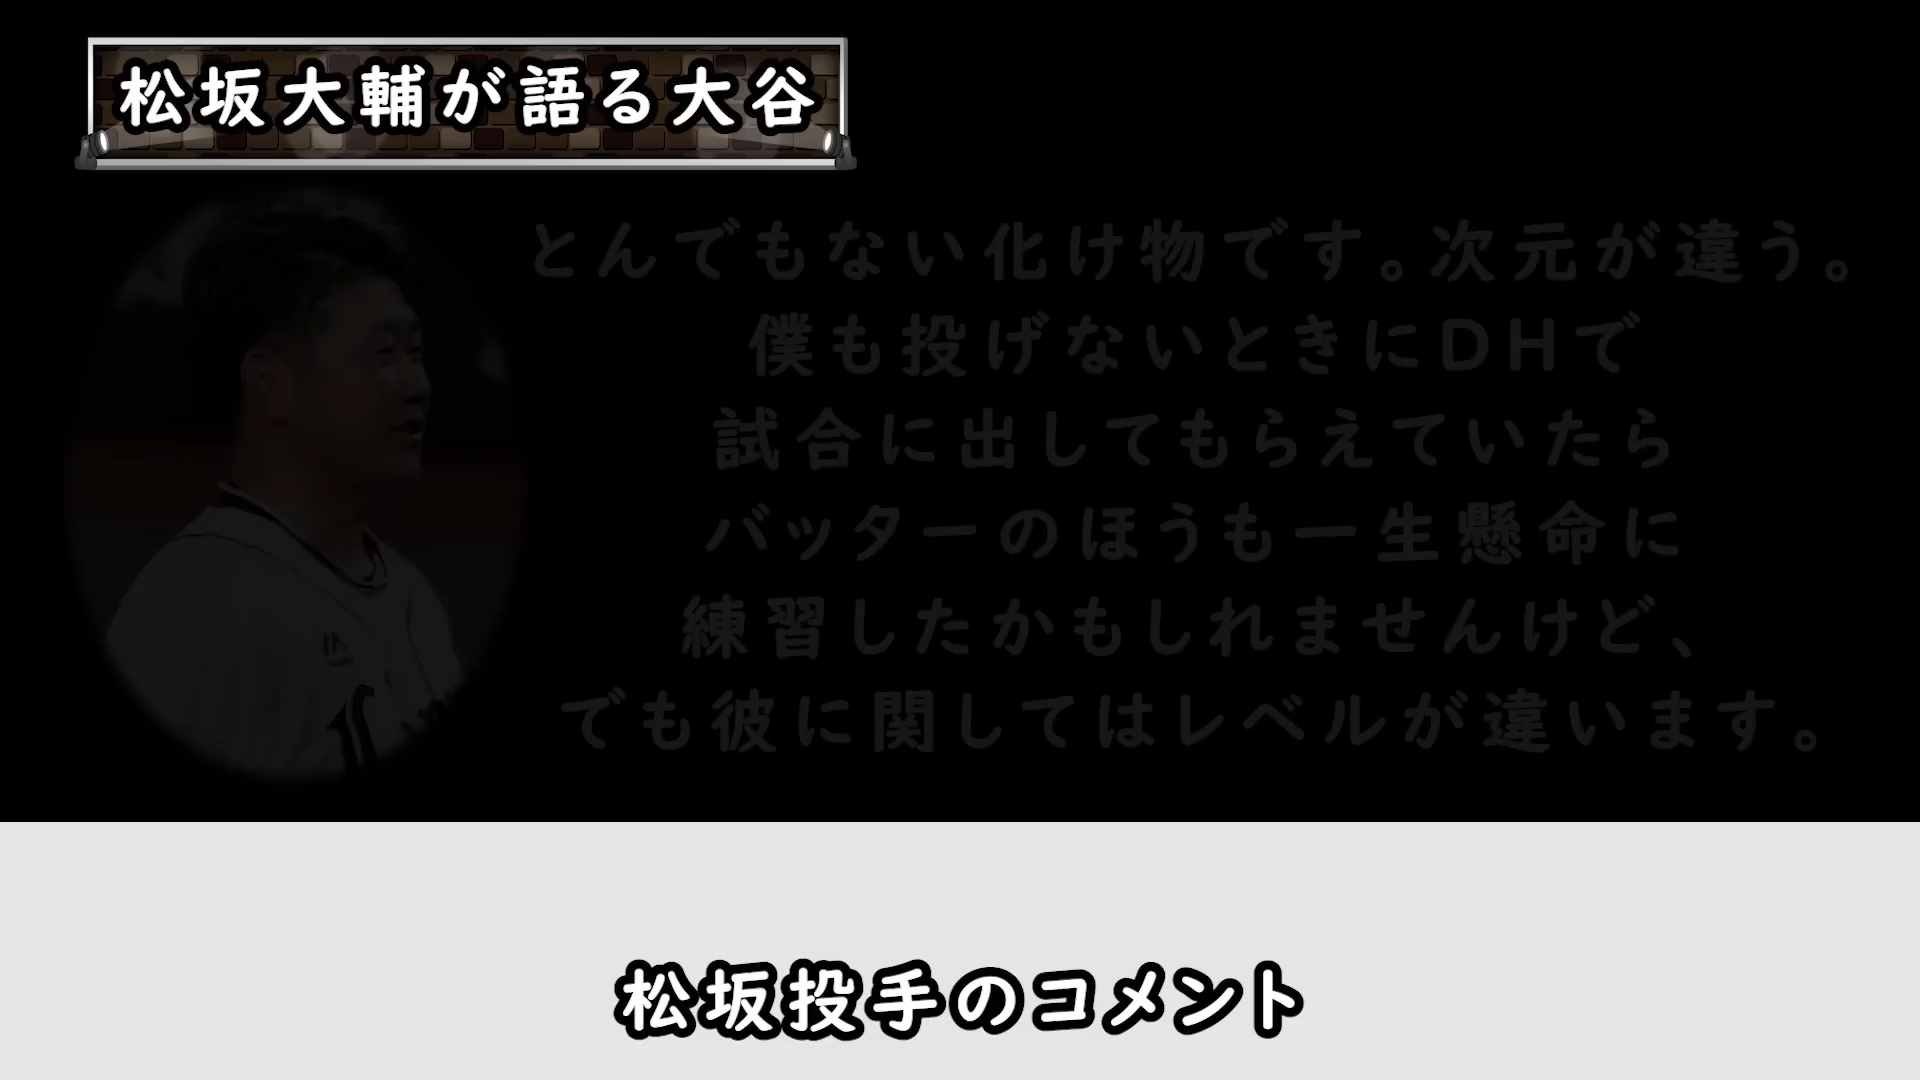 松坂大輔が語る大谷
とんでもない化け物です。次元が違う。
僕も投げないときにDHで
試合に出してもらえていたら
バッターのほうも一生懸命に
練習したかもしれませんけど、
でも彼に関してはレベルが違います。
松坂投手のコメント